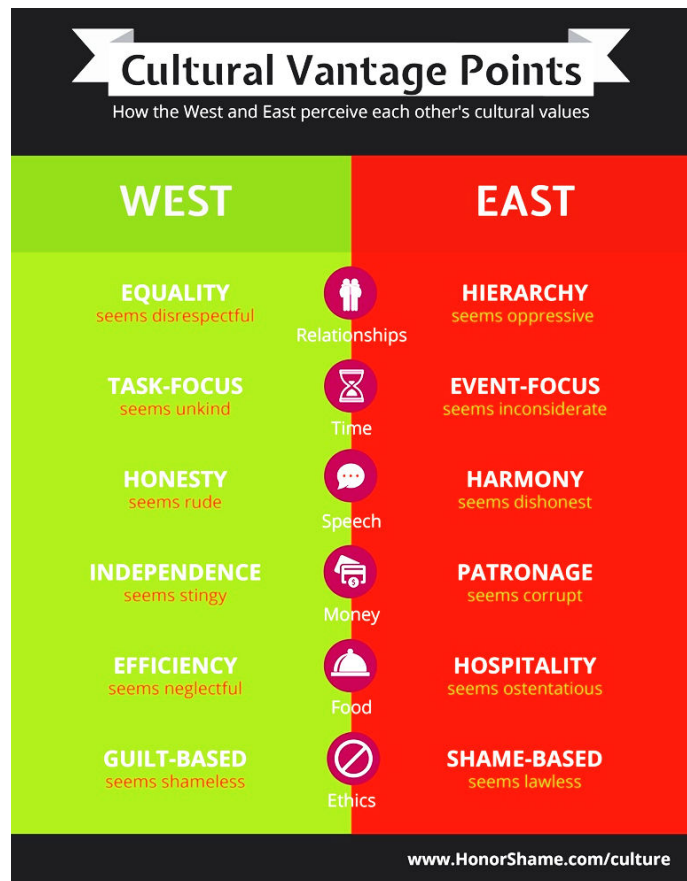 Cultural Vantage Points
How the West and East perceive each other's cultural values
WEST
EAST
EQUALITY
seems disrespectful
Relationships
HIERARCHY
seems oppressive
TASK-FOCUS
seems unkind
Time
EVENT-FOCUS
seems inconsiderate
HONESTY
seems rude
Speech
HARMONY
seems dishonest
INDEPENDENCE
seems stingy
Money
PATRONAGE
seems corrupt
EFFICIENCY
seems neglectful
Food
HOSPITALITY
seems ostentatious
GUILT-BASED
seems shameless
Ethics
SHAME-BASED
seems lawless
www.HonorShame.com/culture